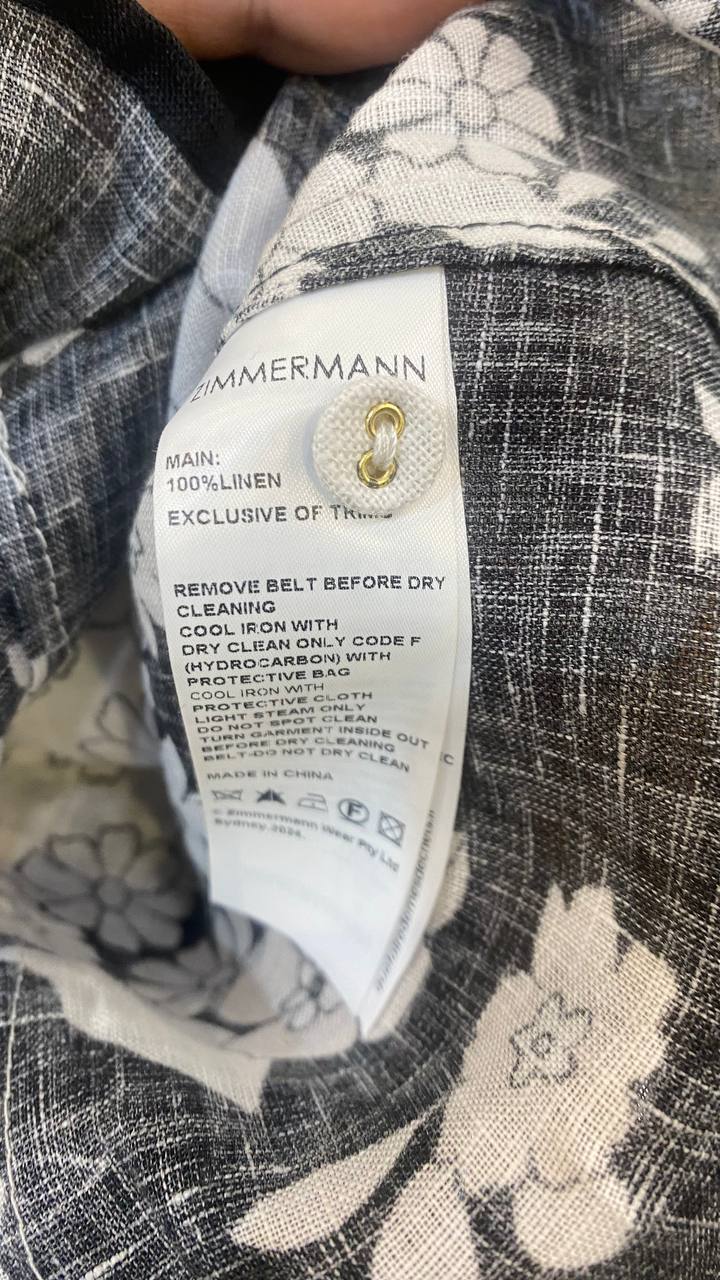 ZIMMERMANN
MAIN:
100%LINEN
EXCLUSIVE OF TRIMS
REMOVE BELT BEFORE DRY
CLEANING
COOL IRON WITH
DRY CLEAN ONLY CODE F
(HYDROCARBON) WITH
PROTECTIVE BAG
COOL IRON WITH
PROTECTIVE CLOTH
LIGHT STEAM ONLY
DO NOT SPOT CLEAN
TURN GARMENT INSIDE OUT
BEFORE DRY CLEANING
BELT-DO NOT DRY CLEAN
MADE IN CHINA
F
© Zimmermann Wear Pty Ltd
Sydney.2024.